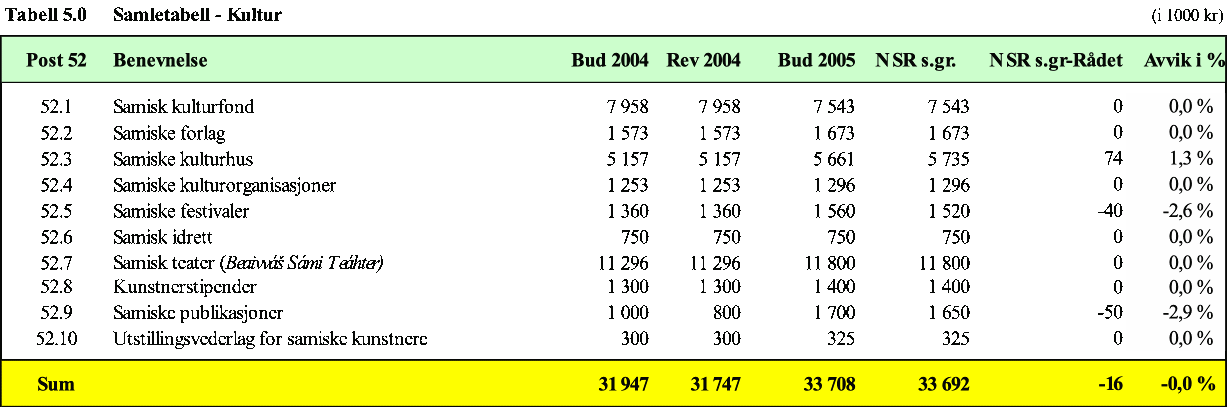 Tabell 5.0 Samletabell - Kultur (i 1000 kr)
Post 52 Benevnelse Bud 2004 Rev 2004 Bud 2005 NSR s.gr. NSR s.gr-Rådet Avvik i %
52.1 Samisk kulturfond 7 958 7 958 7 543 7 543 0 0,0 %
52.2 Samiske forlag 1 573 1 573 1 673 1 673 0 0,0 %
52.3 Samiske kulturhus 5 157 5 157 5 661 5 735 74 1,3 %
52.4 Samiske kulturorganisasjoner 1 253 1 253 1 296 1 296 0 0,0 %
52.5 Samiske festivaler 1 360 1 360 1 560 1 520 -40 -2,6 %
52.6 Samisk idrett 750 750 750 750 0 0,0 %
52.7 Samisk teater (Beaivváš Sámi Teáhter) 11 296 11 296 11 800 11 800 0 0,0 %
52.8 Kunstnerstipender 1 300 1 300 1 400 1 400 0 0,0 %
52.9 Samiske publikasjoner 1 000 800 1 700 1 650 -50 -2,9 %
52.10 Utstillingsvederlag for samiske kunstnere 300 300 325 325 0 0,0 %
Sum 31 947 31 747 33 708 33 692 -16 -0,0 %